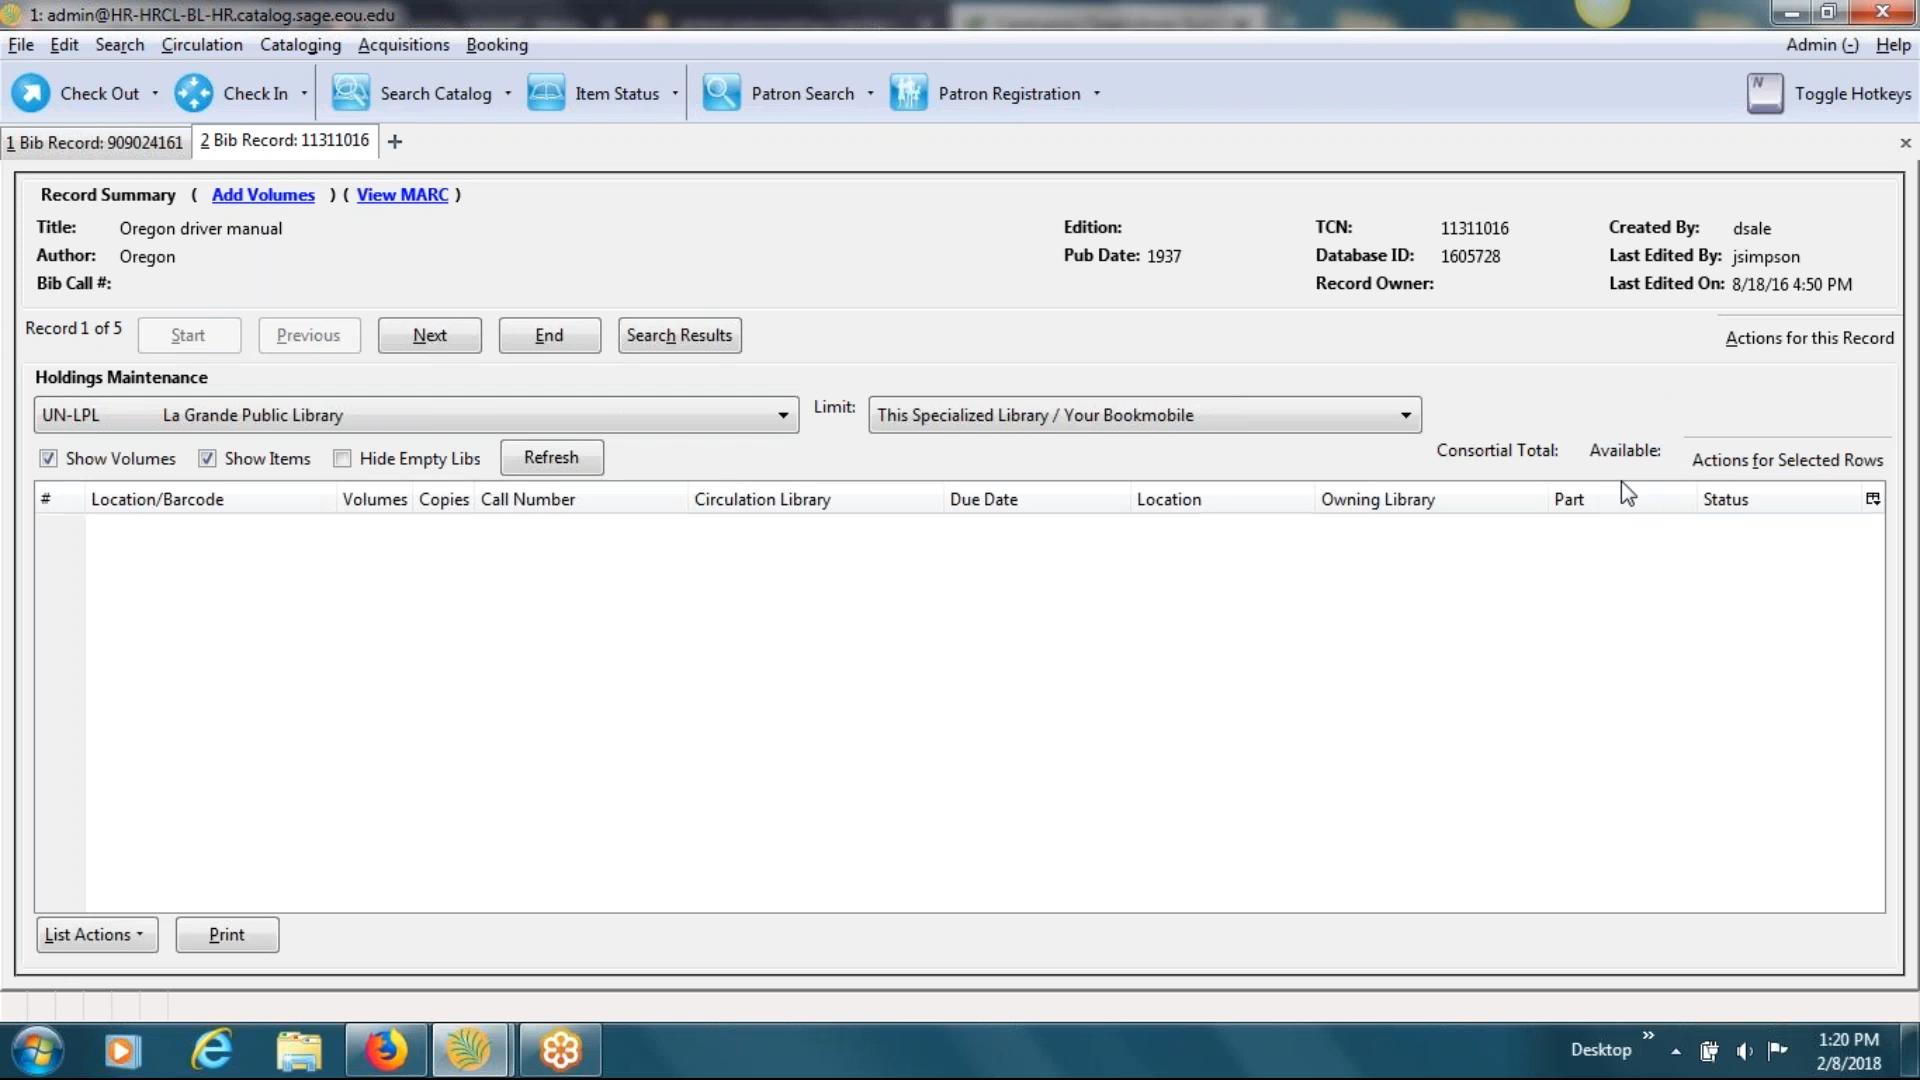 1: admin@HR-HRCL-BL-HR.catalog.sage.eou.edu
File Edit Search Circulation Cataloging Acquisitions Booking Admin (-) Help
Check Out Check In Search Catalog Item Status Patron Search Patron Registration N Toggle Hotkeys
1 Bib Record: 909024161 2 Bib Record: 11311016 +
Record Summary ( Add Volumes ) ( View MARC )
Title: Oregon driver manual Edition: TCN: 11311016 Created By: dsale
Author: Oregon Pub Date: 1937 Database ID: 1605728 Last Edited By: jsimpson
Bib Call #: Record Owner: Last Edited On: 8/18/16 4:50 PM
Record 1 of 5 Start Previous Next End Search Results Actions for this Record
Holdings Maintenance
UN-LPL La Grande Public Library Limit: This Specialized Library / Your Bookmobile
Show Volumes Show Items Hide Empty Libs Refresh Consortial Total: Available: Actions for Selected Rows
# Location/Barcode Volumes Copies Call Number Circulation Library Due Date Location Owning Library Part Status
List Actions Print
Desktop » 1:20 PM
2/8/2018